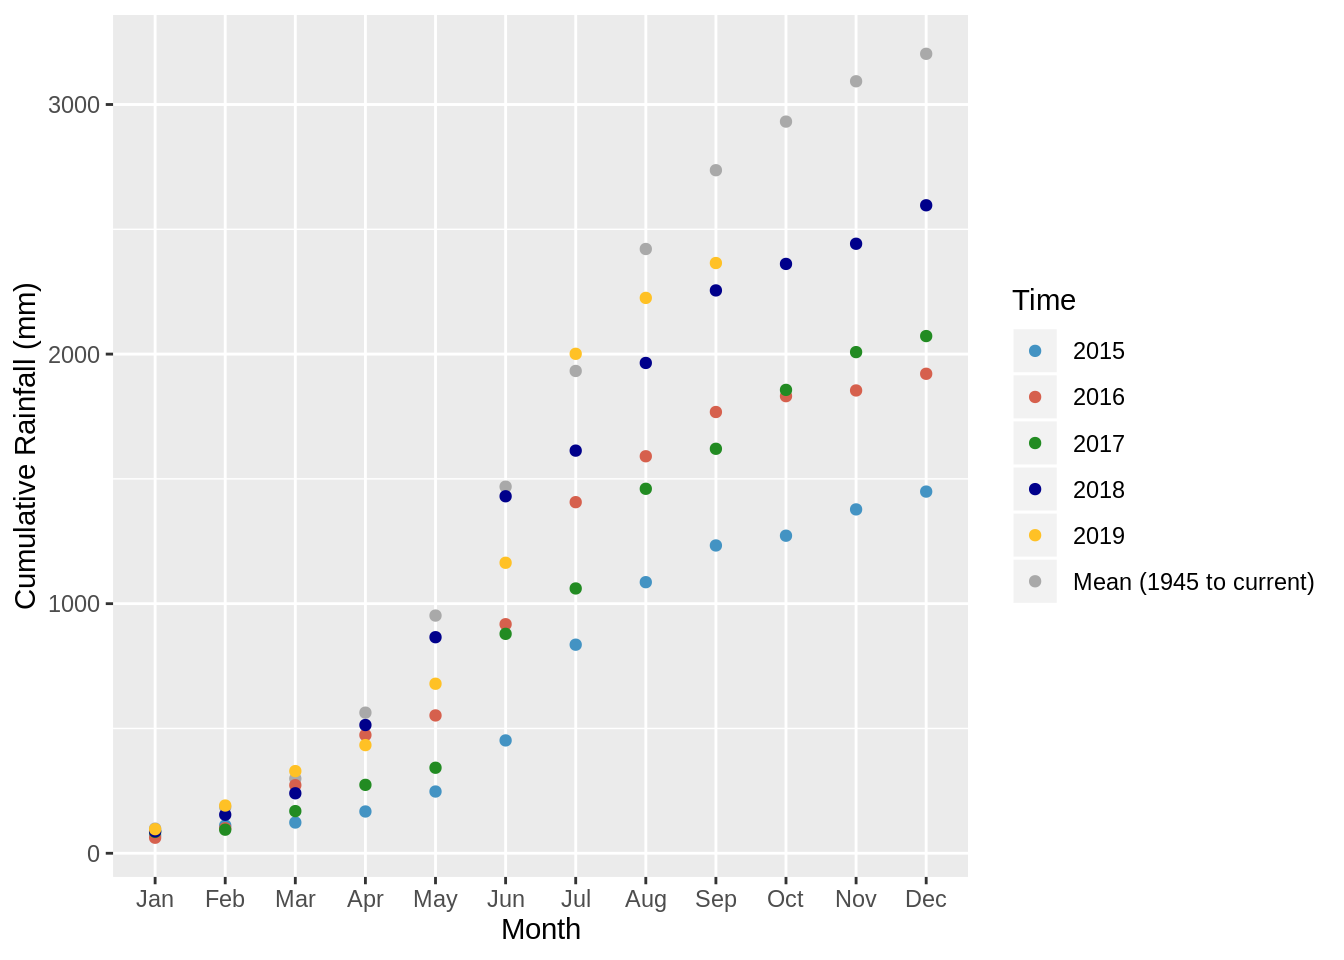 Cumulative Rainfall (mm)
3000
2000
1000
0
Jan Feb Mar Apr May Jun Jul Aug Sep Oct Nov Dec
Month
Time
2015
2016
2017
2018
2019
Mean (1945 to current)